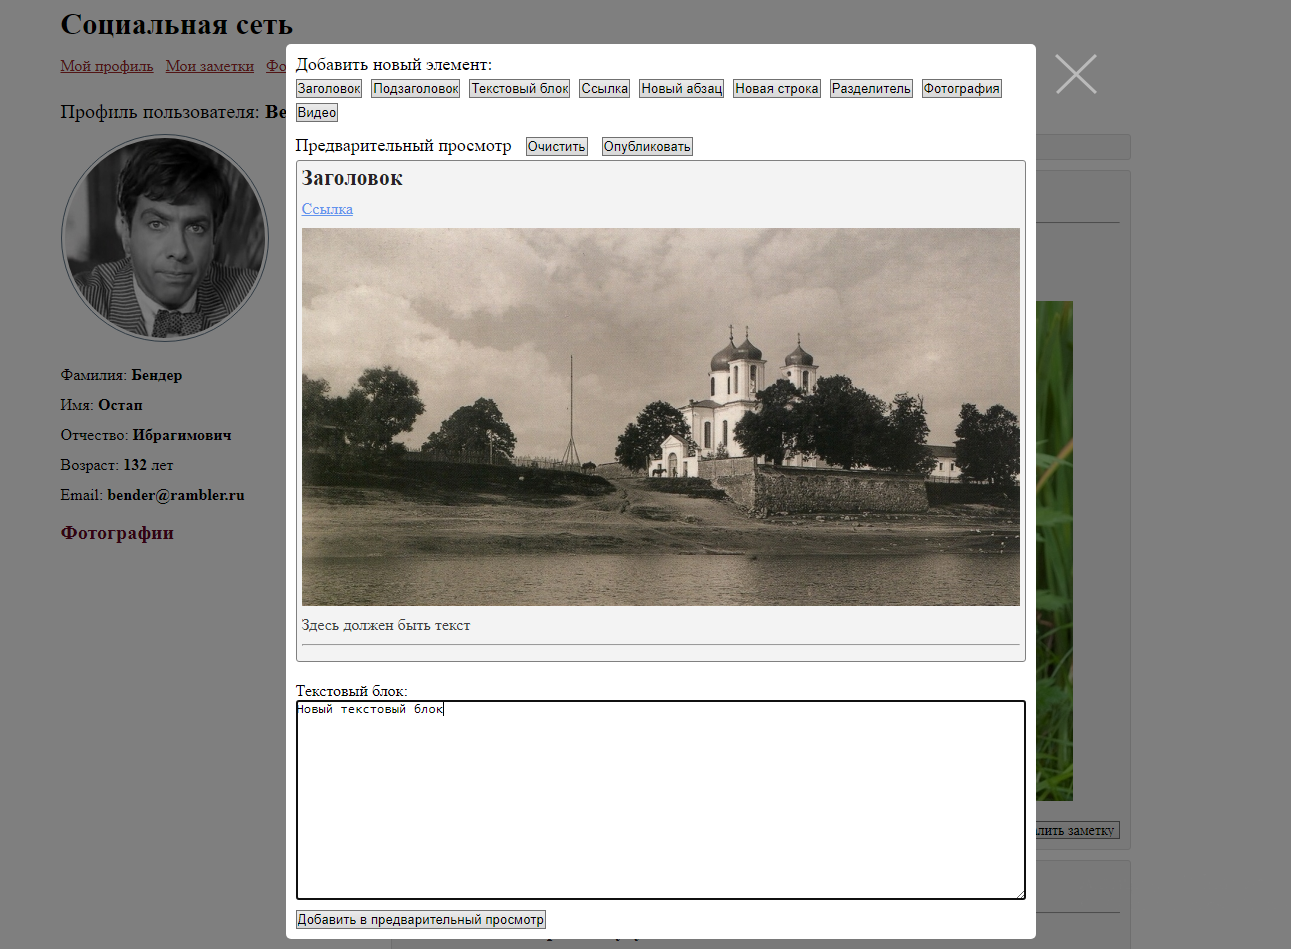 Социальная сеть
Мой профиль Мои заметки Фо
Профиль пользователя: Ве
Фамилия: Бендер
Имя: Остап
Отчество: Ибрагимович
Возраст: 132 лет
Email: bender@rambler.ru
Фотографии
Добавить новый элемент:
Заголовок Подзаголовок Текстовый блок Ссылка Новый абзац Новая строка Разделитель Фотография
Видео
Предварительный просмотр Очистить Опубликовать
Заголовок
Ссылка
Здесь должен быть текст
Текстовый блок:
Новый текстовый блок
Добавить в предварительный просмотр
лить заметку